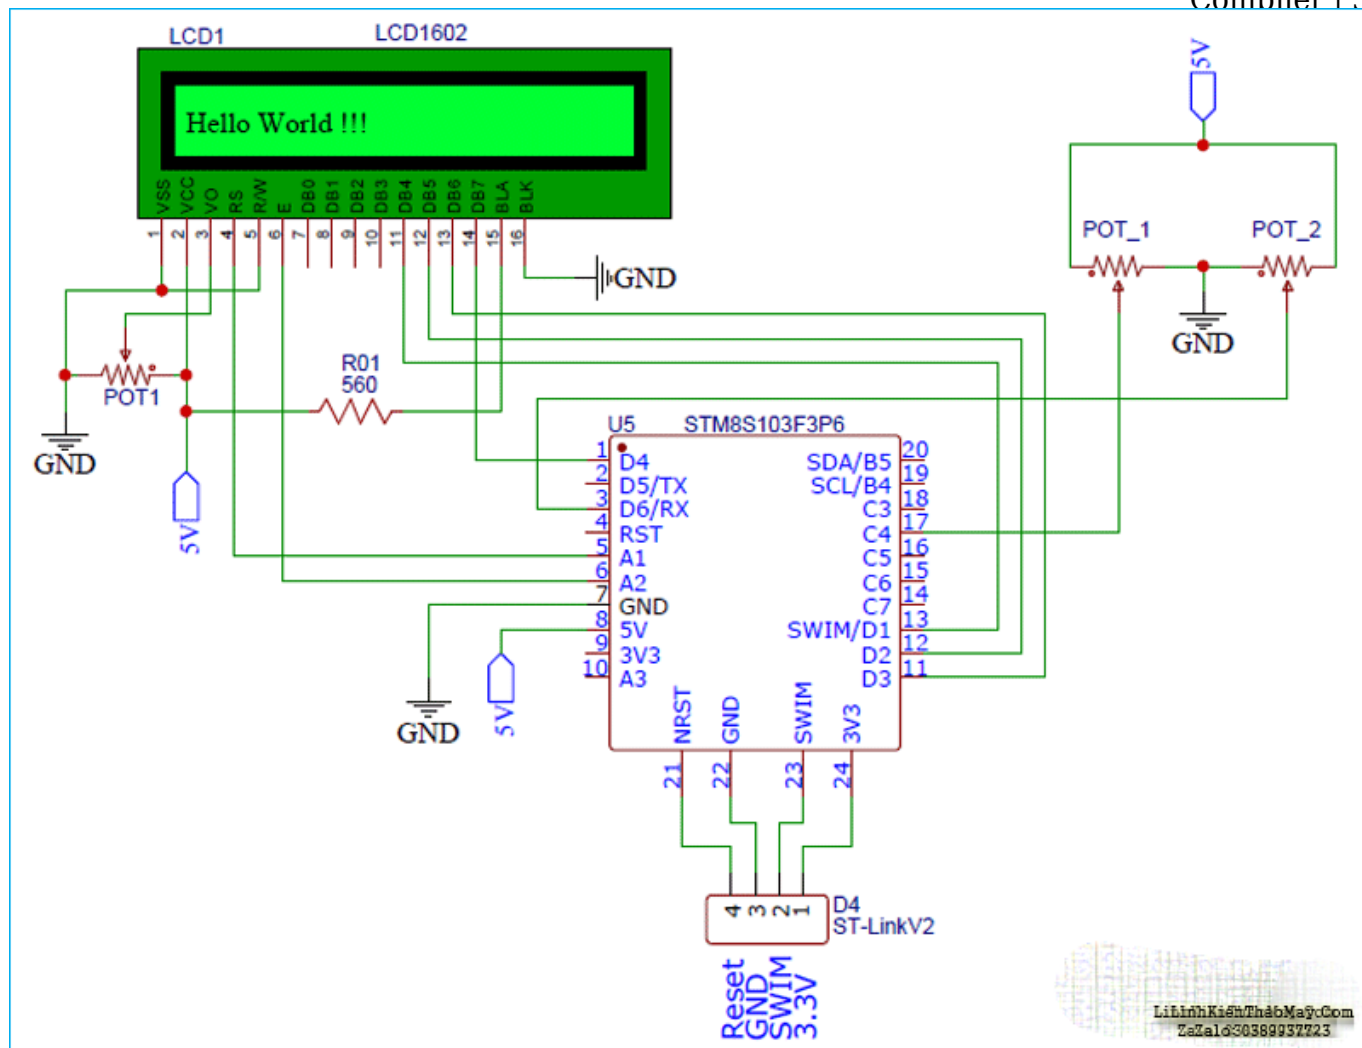 LCD1
LCD1602
Hello World !!!
VSS
VCC
VO
RS
R/W
E
DB0
DB1
DB2
DB3
DB4
DB5
DB6
DB7
BLA
BLK
1
2
3
4
5
6
7
8
9
10
11
12
13
14
15
16
GND
5V
POT_1
POT_2
GND
POT1
GND
5V
R01
560
U5
STM8S103F3P6
1
D4
2
D5/TX
3
D6/RX
4
RST
5
A1
6
A2
7
GND
8
5V
9
3V3
10
A3
20
SDA/B5
19
SCL/B4
18
C3
17
C4
16
C5
15
C6
14
C7
13
SWIM/D1
12
D2
11
D3
NRST
GND
SWIM
3V3
21
22
23
24
GND
5V
4
3
2
1
D4
ST-LinkV2
Reset
GND
SWIM
3.3V